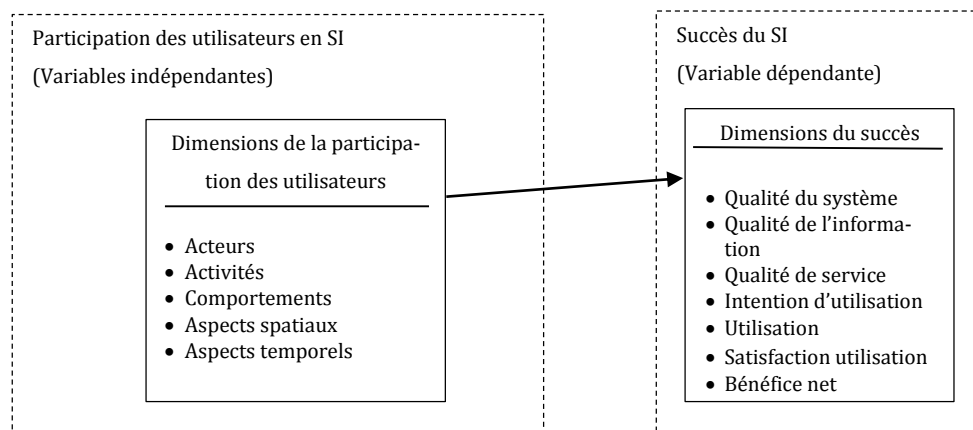 Participation des utilisateurs en SI
(Variables indépendantes)
Dimensions de la participa-
tion des utilisateurs
• Acteurs
• Activités
• Comportements
• Aspects spatiaux
• Aspects temporels
Succès du SI
(Variable dépendante)
Dimensions du succès
• Qualité du système
• Qualité de l’informa-
tion
• Qualité de service
• Intention d’utilisation
• Utilisation
• Satisfaction utilisation
• Bénéfice net